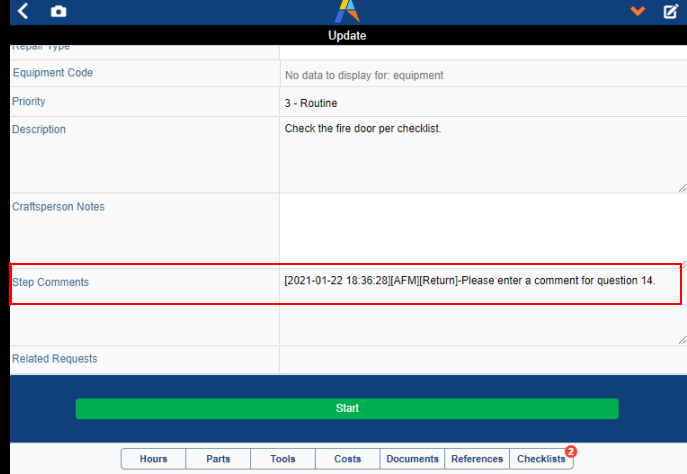 Update
Repair Type
Equipment Code
No data to display for: equipment
Priority
3 - Routine
Description
Check the fire door per checklist.
Craftsperson Notes
Step Comments
[2021-01-22 18:36:28][AFM][Return]-Please enter a comment for question 14.
Related Requests
Start
Hours Parts Tools Costs Documents References Checklists 2